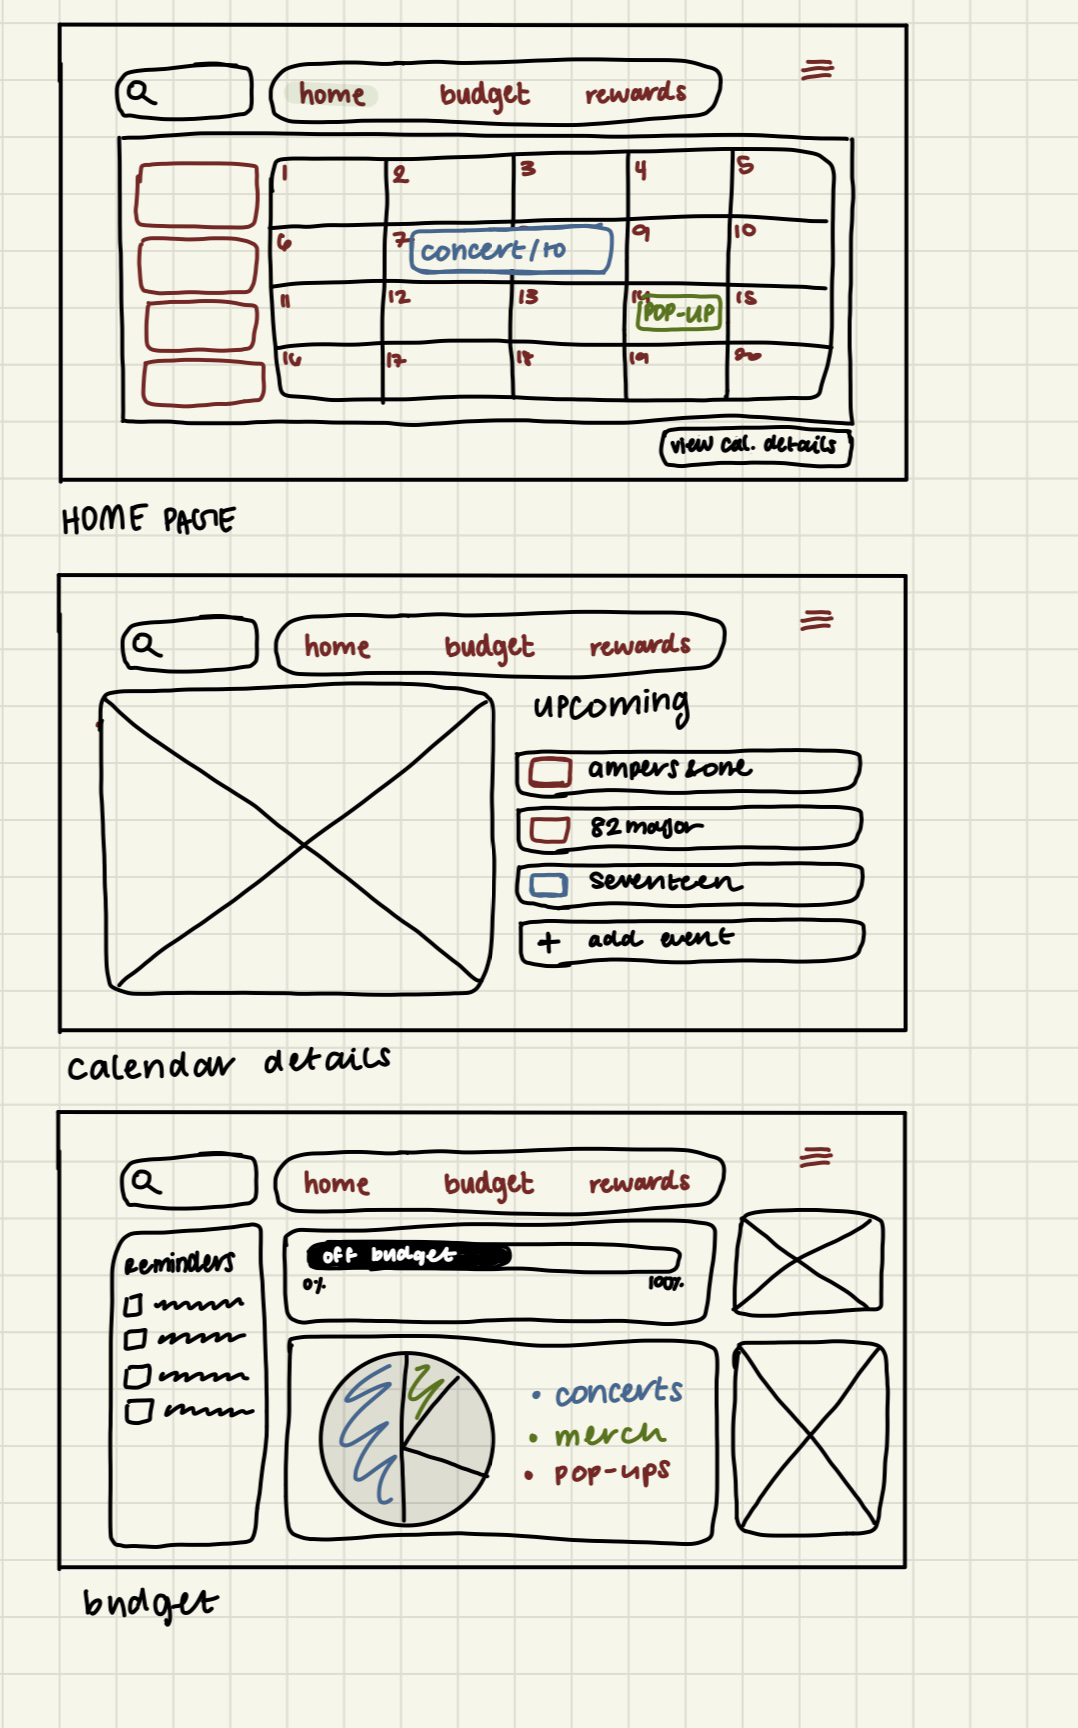 home budget rewards
1 2 3 4 5
6 7 concert/to 9 10
11 12 13 14 POP-UP 15
16 17 18 19 20
view cal. details
HOME PAGE
home budget rewards
upcoming
ampers&one
82major
seventeen
+ add event
calendar details
home budget rewards
Reminders
off budget
0% 100%
• concerts
• merch
• pop-ups
budget